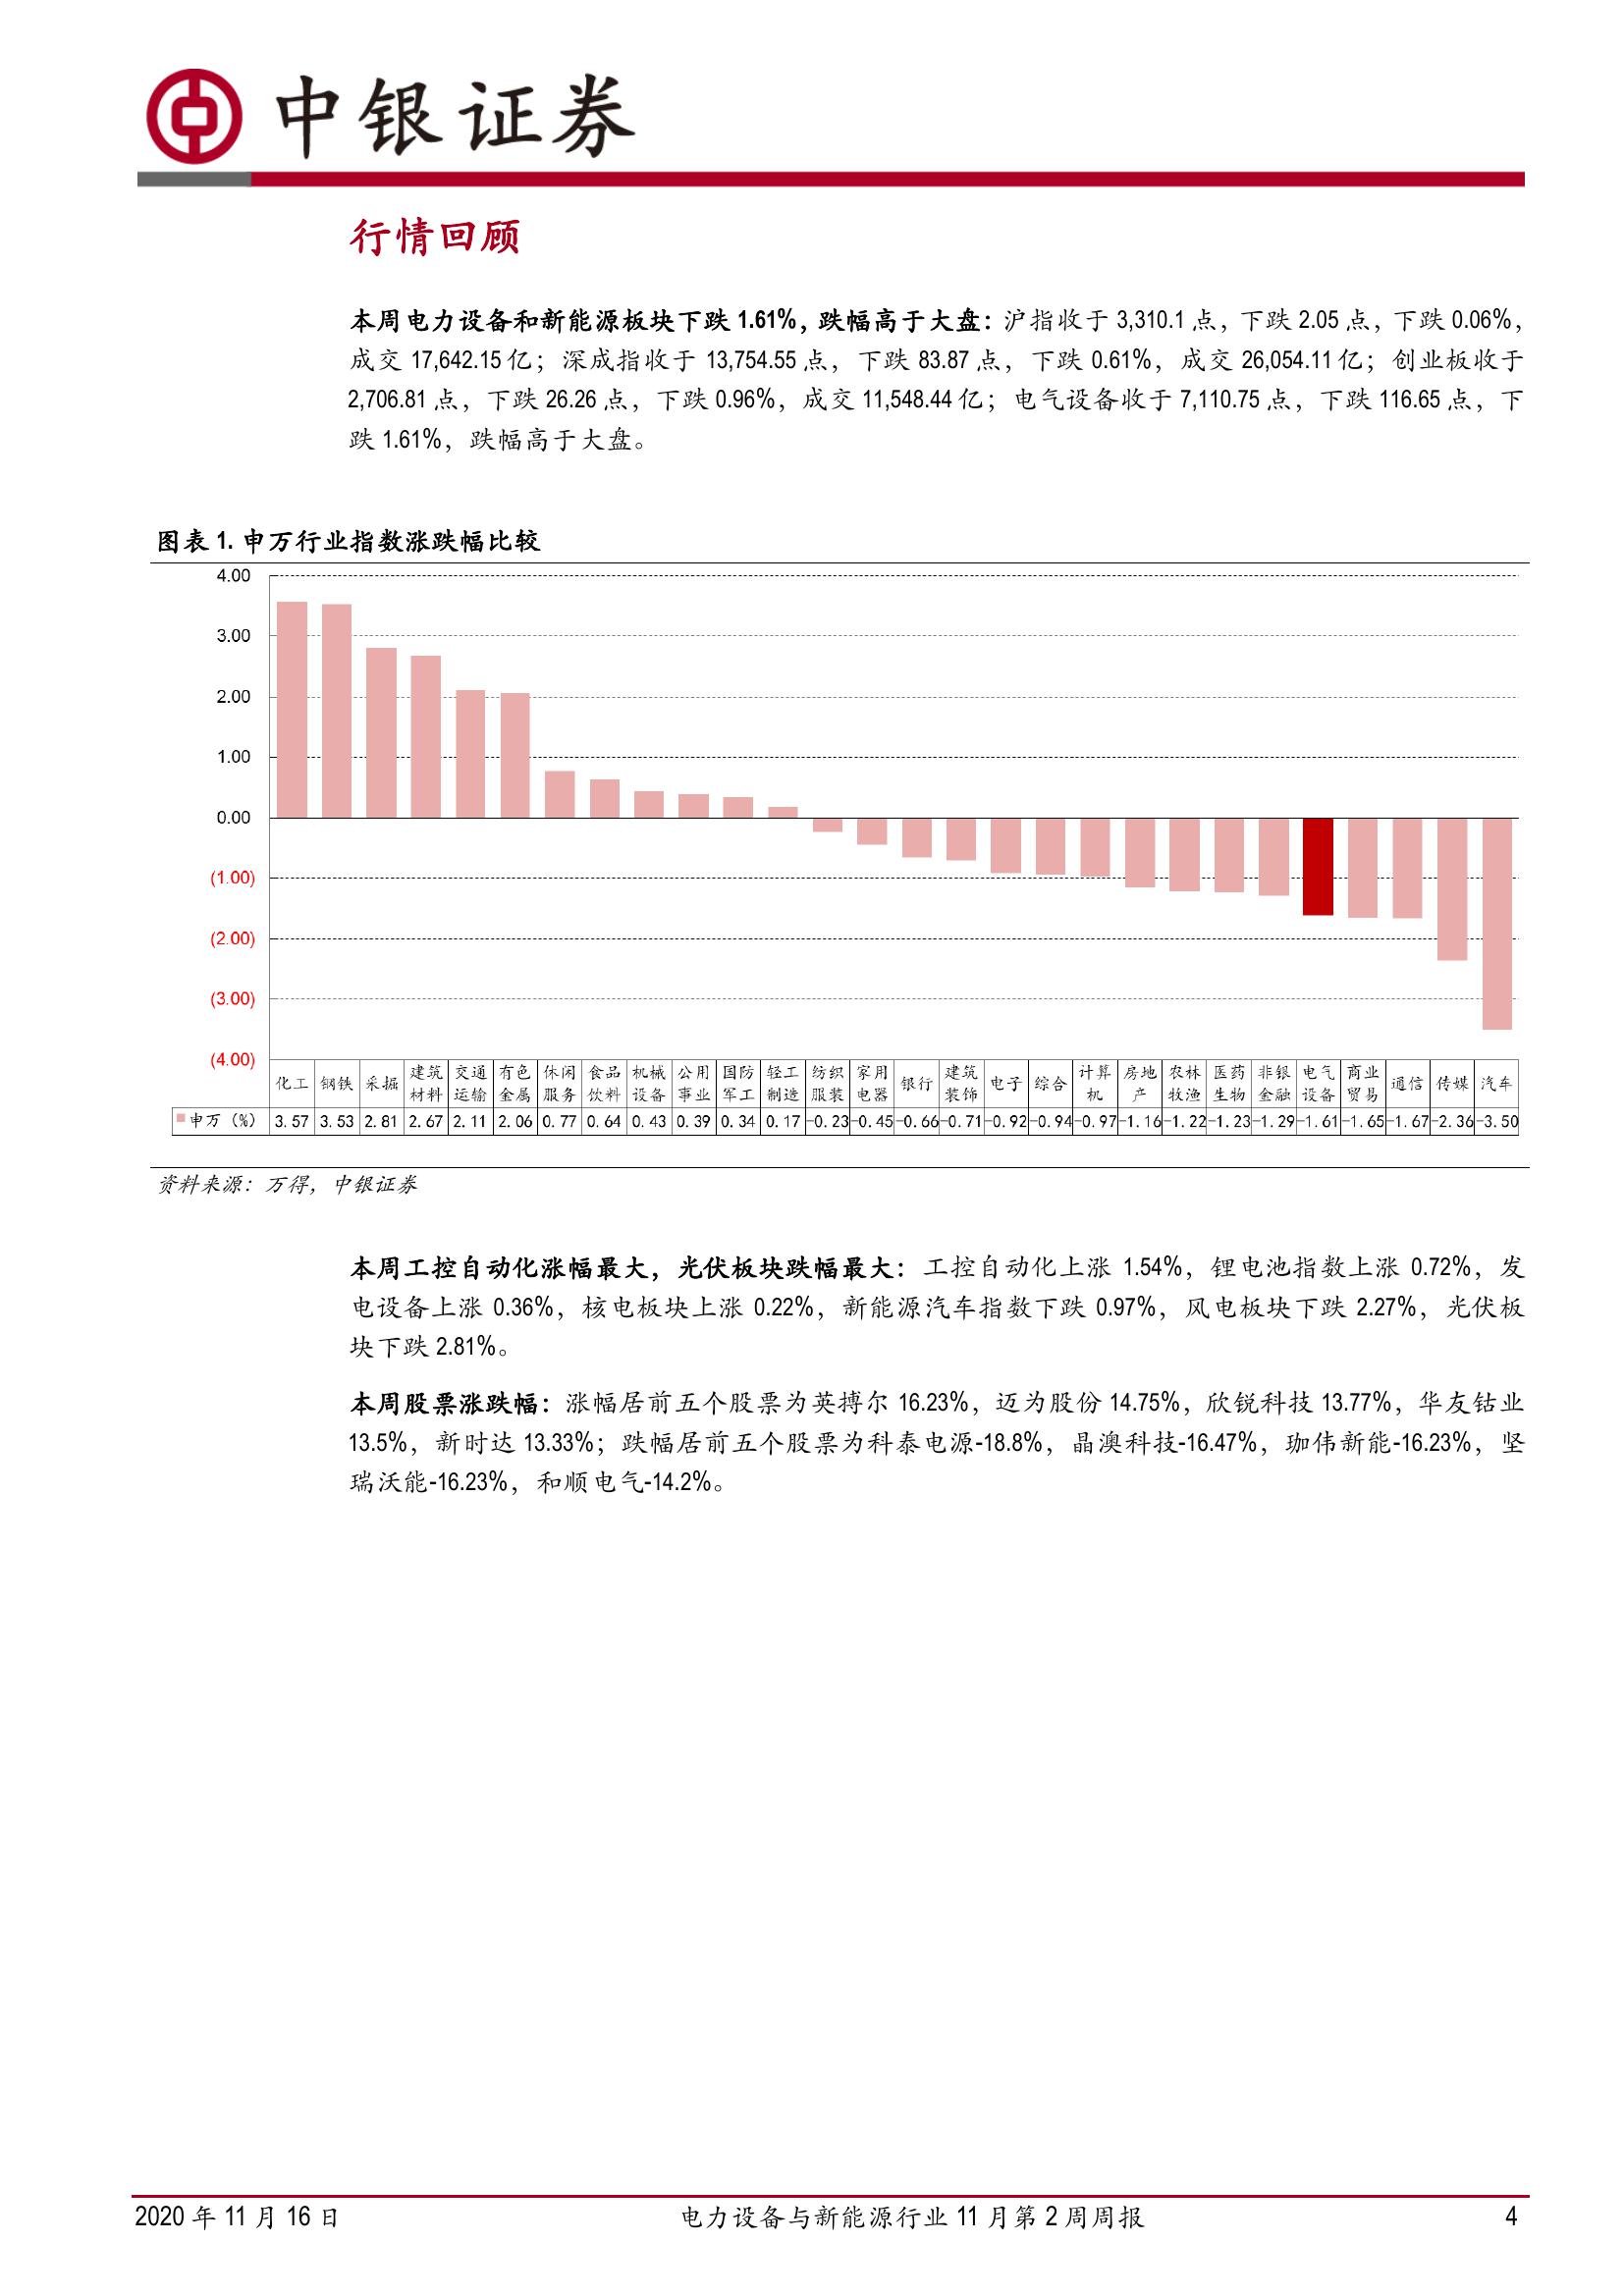 中银证券
行情回顾
本周电力设备和新能源板块下跌 1.61%，跌幅高于大盘：沪指收于 3,310.1 点，下跌 2.05 点，下跌 0.06%，
成交 17,642.15 亿；深成指收于 13,754.55 点，下跌 83.87 点，下跌 0.61%，成交 26,054.11 亿；创业板收于
2,706.81 点，下跌 26.26 点，下跌 0.96%，成交 11,548.44 亿；电气设备收于 7,110.75 点，下跌 116.65 点，下
跌 1.61%，跌幅高于大盘。
图表 1. 申万行业指数涨跌幅比较
4.00
3.00
2.00
1.00
0.00
(1.00)
(2.00)
(3.00)
(4.00)
化工 钢铁 采掘 建筑材料 交通运输 有色金属 休闲服务 食品饮料 机械设备 公用事业 国防军工 轻工制造 纺织服装 家用电器 银行 建筑装饰 电子 综合 计算机 房地产 农林牧渔 医药生物 非银金融 电气设备 商业贸易 通信 传媒 汽车
申万（%） 3.57 3.53 2.81 2.67 2.11 2.06 0.77 0.64 0.43 0.39 0.34 0.17 -0.23 -0.45 -0.66 -0.71 -0.92 -0.94 -0.97 -1.16 -1.22 -1.23 -1.29 -1.61 -1.65 -1.67 -2.36 -3.50
资料来源：万得，中银证券
本周工控自动化涨幅最大，光伏板块跌幅最大：工控自动化上涨 1.54%，锂电池指数上涨 0.72%，发
电设备上涨 0.36%，核电板块上涨 0.22%，新能源汽车指数下跌 0.97%，风电板块下跌 2.27%，光伏板
块下跌 2.81%。
本周股票涨跌幅：涨幅居前五个股票为英搏尔 16.23%，迈为股份 14.75%，欣锐科技 13.77%，华友钴业
13.5%，新时达 13.33%；跌幅居前五个股票为科泰电源-18.8%，晶澳科技-16.47%，珈伟新能-16.23%，坚
瑞沃能-16.23%，和顺电气-14.2%。
2020 年 11 月 16 日 电力设备与新能源行业 11 月第 2 周周报 4